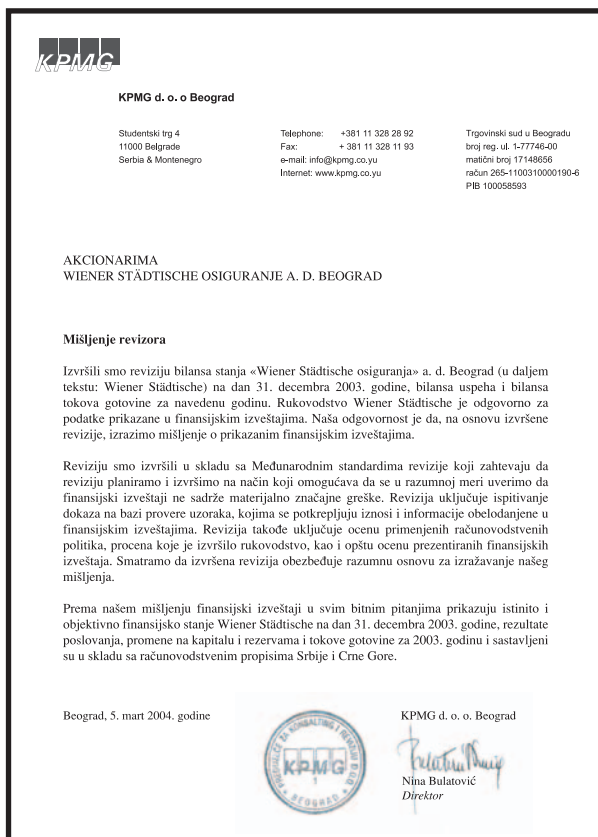 KPMG
KPMG d. o. o Beograd
Studentski trg 4
11000 Belgrade
Serbia & Montenegro
Telephone: +381 11 328 28 92
Fax: + 381 11 328 11 93
e-mail: info@kpmg.co.yu
Internet: www.kpmg.co.yu
Trgovinski sud u Beogradu
broj reg. ul. 1-77746-00
matični broj 17148656
račun 265-1100310000190-6
PIB 100058593
AKCIONARIMA
WIENER STÄDTISCHE OSIGURANJE A. D. BEOGRAD
Mišljenje revizora
Izvršili smo reviziju bilansa stanja «Wiener Städtische osiguranja» a. d. Beograd (u daljem
tekstu: Wiener Städtische) na dan 31. decembra 2003. godine, bilansa uspeha i bilansa
tokova gotovine za navedenu godinu. Rukovodstvo Wiener Städtische je odgovorno za
podatke prikazane u finansijskim izveštajima. Naša odgovornost je da, na osnovu izvršene
revizije, izrazimo mišljenje o prikazanim finansijskim izveštajima.
Reviziju smo izvršili u skladu sa Međunarodnim standardima revizije koji zahtevaju da
reviziju planiramo i izvršimo na način koji omogućava da se u razumnoj meri uverimo da
finansijski izveštaji ne sadrže materijalno značajne greške. Revizija uključuje ispitivanje
dokaza na bazi provere uzoraka, kojima se potkrepljuju iznosi i informacije obelodanjene u
finansijskim izveštajima. Revizija takođe uključuje ocenu primenjenih računovodstvenih
politika, procena koje je izvršilo rukovodstvo, kao i opštu ocenu prezentiranih finansijskih
izveštaja. Smatramo da izvršena revizija obezbeđuje razumnu osnovu za izražavanje našeg
mišljenja.
Prema našem mišljenju finansijski izveštaji u svim bitnim pitanjima prikazuju istinito i
objektivno finansijsko stanje Wiener Städtische na dan 31. decembra 2003. godine, rezultate
poslovanja, promene na kapitalu i rezervama i tokove gotovine za 2003. godinu i sastavljeni
su u skladu sa računovodstvenim propisima Srbije i Crne Gore.
Beograd, 5. mart 2004. godine
PREDUZEĆE ZA KONSALTING I REVIZIJU D.O.O.
KPMG
1
BEOGRAD
KPMG d. o. o. Beograd
Nina Bulatović
Direktor